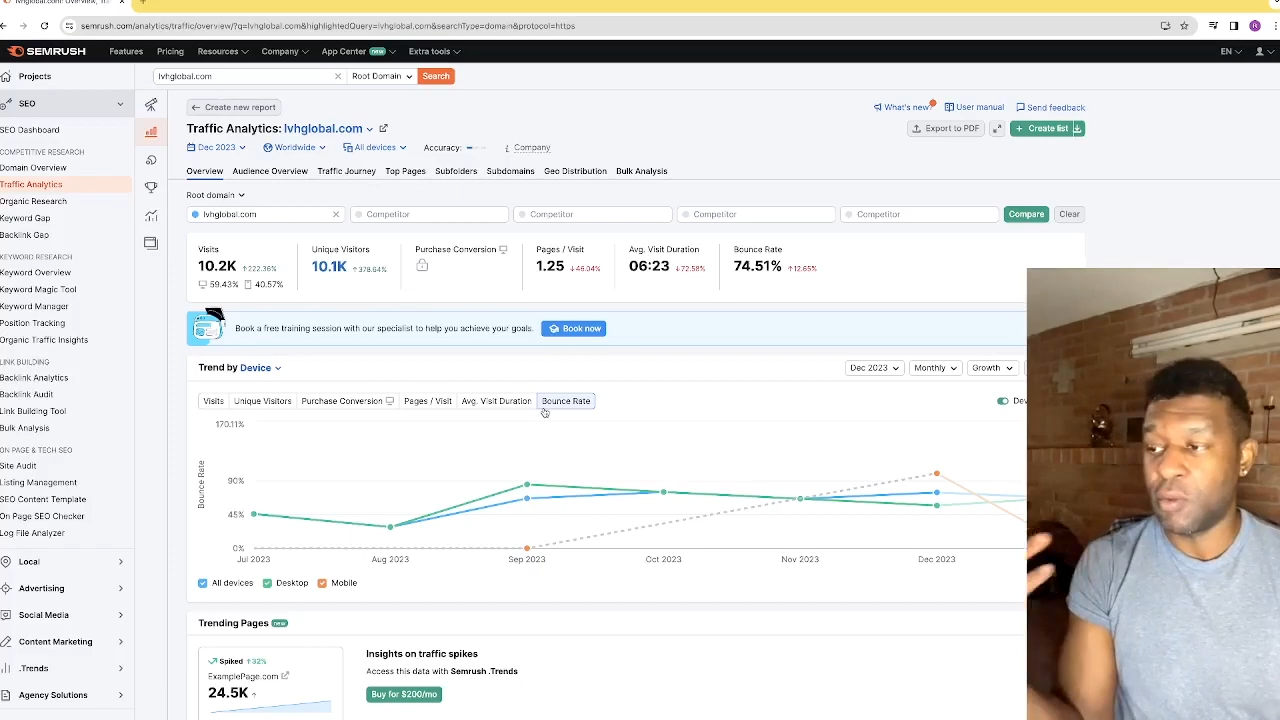 lvhglobal.com: Traffic Overview
semrush.com/analytics/traffic/overview/?q=lvhglobal.com&highlightedQuery=lvhglobal.com&searchType=domain&protocol=https
R
SEMRUSH
Features
Pricing
Resources
Company
App Center new
Extra tools
EN
Projects
lvhglobal.com
Root Domain
Search
SEO
SEO Dashboard
COMPETITIVE RESEARCH
Domain Overview
Traffic Analytics
Organic Research
Keyword Gap
Backlink Gap
KEYWORD RESEARCH
Keyword Overview
Keyword Magic Tool
Keyword Manager
Position Tracking
Organic Traffic Insights
LINK BUILDING
Backlink Analytics
Backlink Audit
Link Building Tool
Bulk Analysis
ON PAGE & TECH SEO
Site Audit
Listing Management
SEO Content Template
On Page SEO Checker
Log File Analyzer
Local
Advertising
Social Media
Content Marketing
.Trends
Agency Solutions
← Create new report
What's new?
User manual
Send feedback
Traffic Analytics: lvhglobal.com
Export to PDF
+ Create list
Dec 2023
Worldwide
All devices
Accuracy:
Company
Overview
Audience Overview
Traffic Journey
Top Pages
Subfolders
Subdomains
Geo Distribution
Bulk Analysis
Root domain
lvhglobal.com
Competitor
Competitor
Competitor
Competitor
Compare
Clear
Visits
10.2K ↑222.36%
59.43% 40.57%
Unique Visitors
10.1K ↑378.64%
Purchase Conversion
Pages / Visit
1.25 ↓46.04%
Avg. Visit Duration
06:23 ↓72.58%
Bounce Rate
74.51% ↑12.65%
Book a free training session with our specialist to help you achieve your goals.
Book now
Trend by Device
Dec 2023
Monthly
Growth
Visits
Unique Visitors
Purchase Conversion
Pages / Visit
Avg. Visit Duration
Bounce Rate
Dev
170.11%
90%
45%
0%
Bounce Rate
Jul 2023
Aug 2023
Sep 2023
Oct 2023
Nov 2023
Dec 2023
All devices
Desktop
Mobile
Trending Pages new
Spiked ↑32%
ExamplePage.com
24.5K ↑
Insights on traffic spikes
Access this data with Semrush .Trends
Buy for $200/mo